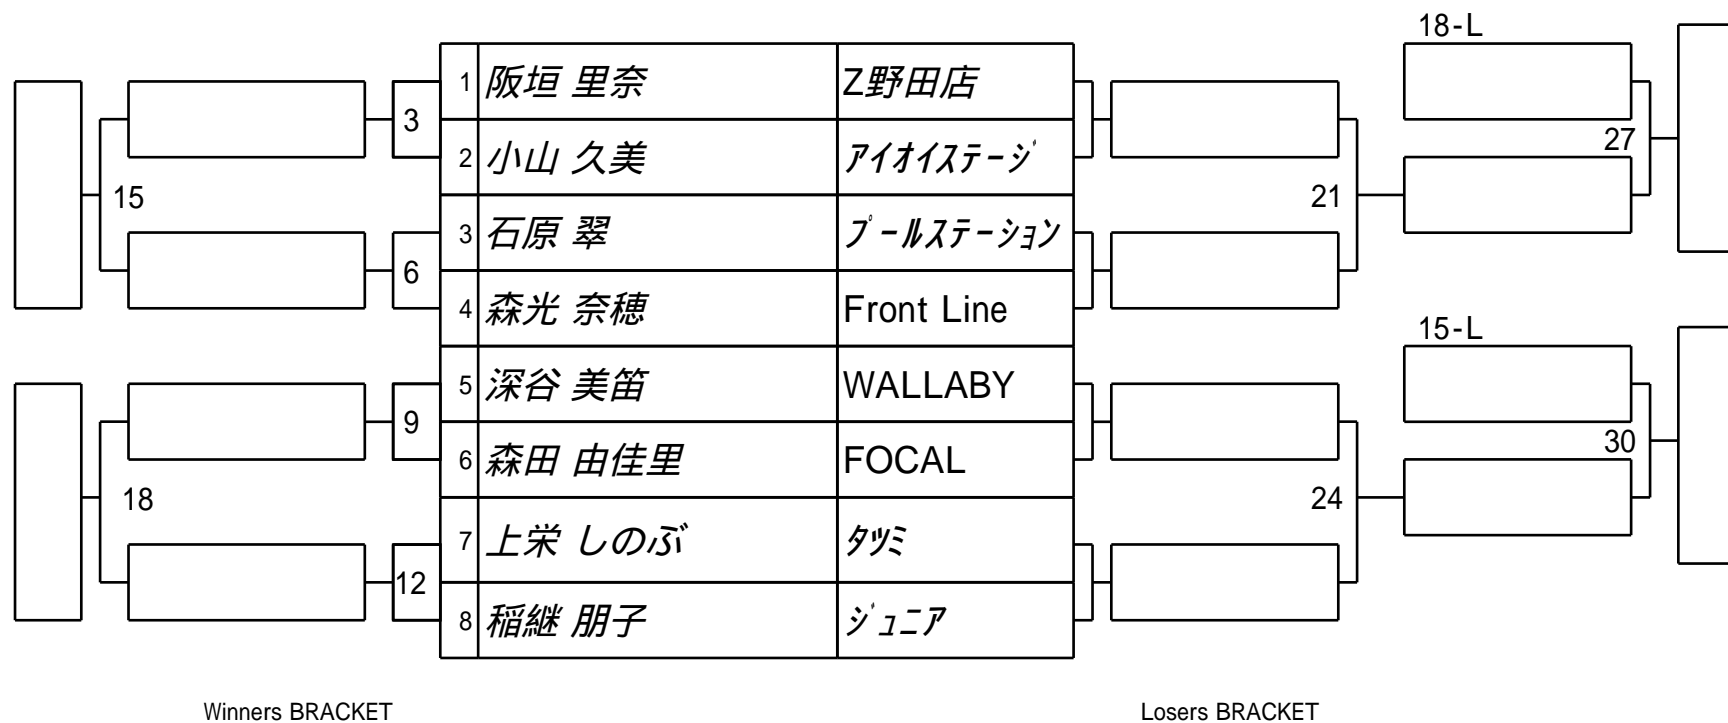 18-L
1 阪垣 里奈 Z野田店
3
27
2 小山 久美 ｱｲｵｲｽﾃｰｼﾞ
15
21
3 石原 翠 ﾌﾟｰﾙｽﾃｰｼｮﾝ
6
4 森光 奈穂 Front Line
15-L
5 深谷 美笛 WALLABY
9
30
6 森田 由佳里 FOCAL
18
24
7 上栄 しのぶ ﾀﾂﾐ
12
8 稲継 朋子 ｼﾞｭﾆｱ
Winners BRACKET
Losers BRACKET